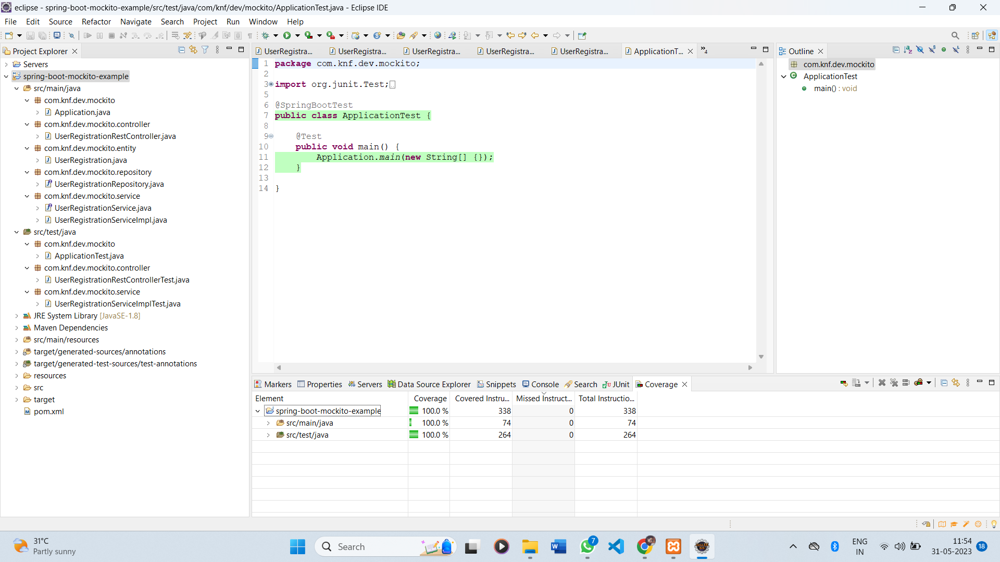 eclipse - spring-boot-mockito-example/src/test/java/com/knf/dev/mockito/ApplicationTest.java - Eclipse IDE
File Edit Source Refactor Navigate Search Project Run Window Help
Project Explorer
Servers
spring-boot-mockito-example
src/main/java
com.knf.dev.mockito
Application.java
com.knf.dev.mockito.controller
UserRegistrationRestController.java
com.knf.dev.mockito.entity
UserRegistration.java
com.knf.dev.mockito.repository
UserRegistrationRepository.java
com.knf.dev.mockito.service
UserRegistrationService.java
UserRegistrationServiceImpl.java
src/test/java
com.knf.dev.mockito
ApplicationTest.java
com.knf.dev.mockito.controller
UserRegistrationRestControllerTest.java
com.knf.dev.mockito.service
UserRegistrationServiceImplTest.java
JRE System Library [JavaSE-1.8]
Maven Dependencies
src/main/resources
target/generated-sources/annotations
target/generated-test-sources/test-annotations
resources
src
target
pom.xml
UserRegistra... UserRegistra... UserRegistra... UserRegistra... UserRegistra... ApplicationT... »4
1 package com.knf.dev.mockito;
2
3 import org.junit.Test;
5
6 @SpringBootTest
7 public class ApplicationTest {
8
9 @Test
10 public void main() {
11 Application.main(new String[] {});
12 }
13
14 }
Outline
com.knf.dev.mockito
ApplicationTest
main() : void
Markers Properties Servers Data Source Explorer Snippets Console Search JUnit Coverage
Element Coverage Covered Instru... Missed Instruct... Total Instructio...
spring-boot-mockito-example 100.0 % 338 0 338
src/main/java 100.0 % 74 0 74
src/test/java 100.0 % 264 0 264
31°C
Partly sunny
Search
7
ENG
IN
11:54
31-05-2023
18